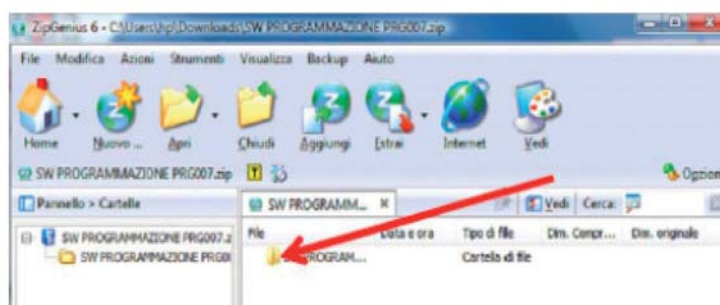 ZipGenius 6 - C:\Users\hp\Downloads\SW PROGRAMMAZIONE PRG007.zip
File Modifica Azioni Strumenti Visualizza Backup Aiuto
Home Nuovo ... Apri Chiudi Aggiungi Estrai Internet Vedi
SW PROGRAMMAZIONE PRG007.zip Opzion
Pannello > Cartelle SW PROGRAMM... Vedi Cerca:
File Data e ora Tipo di file Dim. Compr... Dim. originale
SW PROGRAMMAZIONE PRG007.z
SW PROGRAMMAZIONE PRG00 PROGRAM... Cartella di file